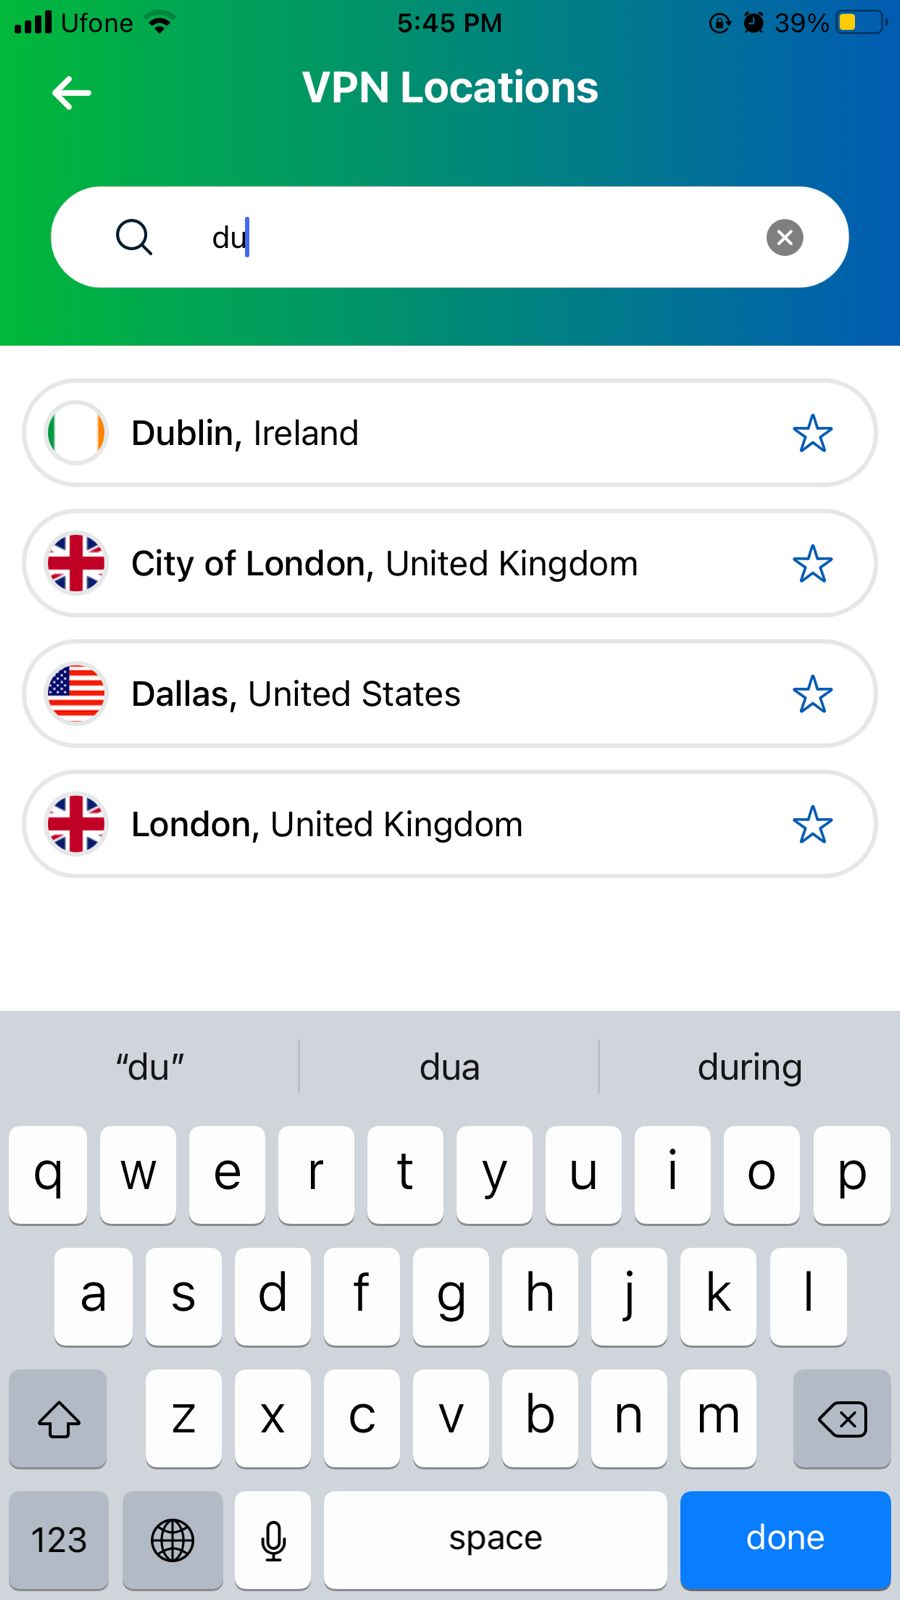 Ufone 5:45 PM 39%
VPN Locations
du
Dublin, Ireland
City of London, United Kingdom
Dallas, United States
London, United Kingdom
“du” dua during
q w e r t y u i o p
a s d f g h j k l
z x c v b n m
123 space done